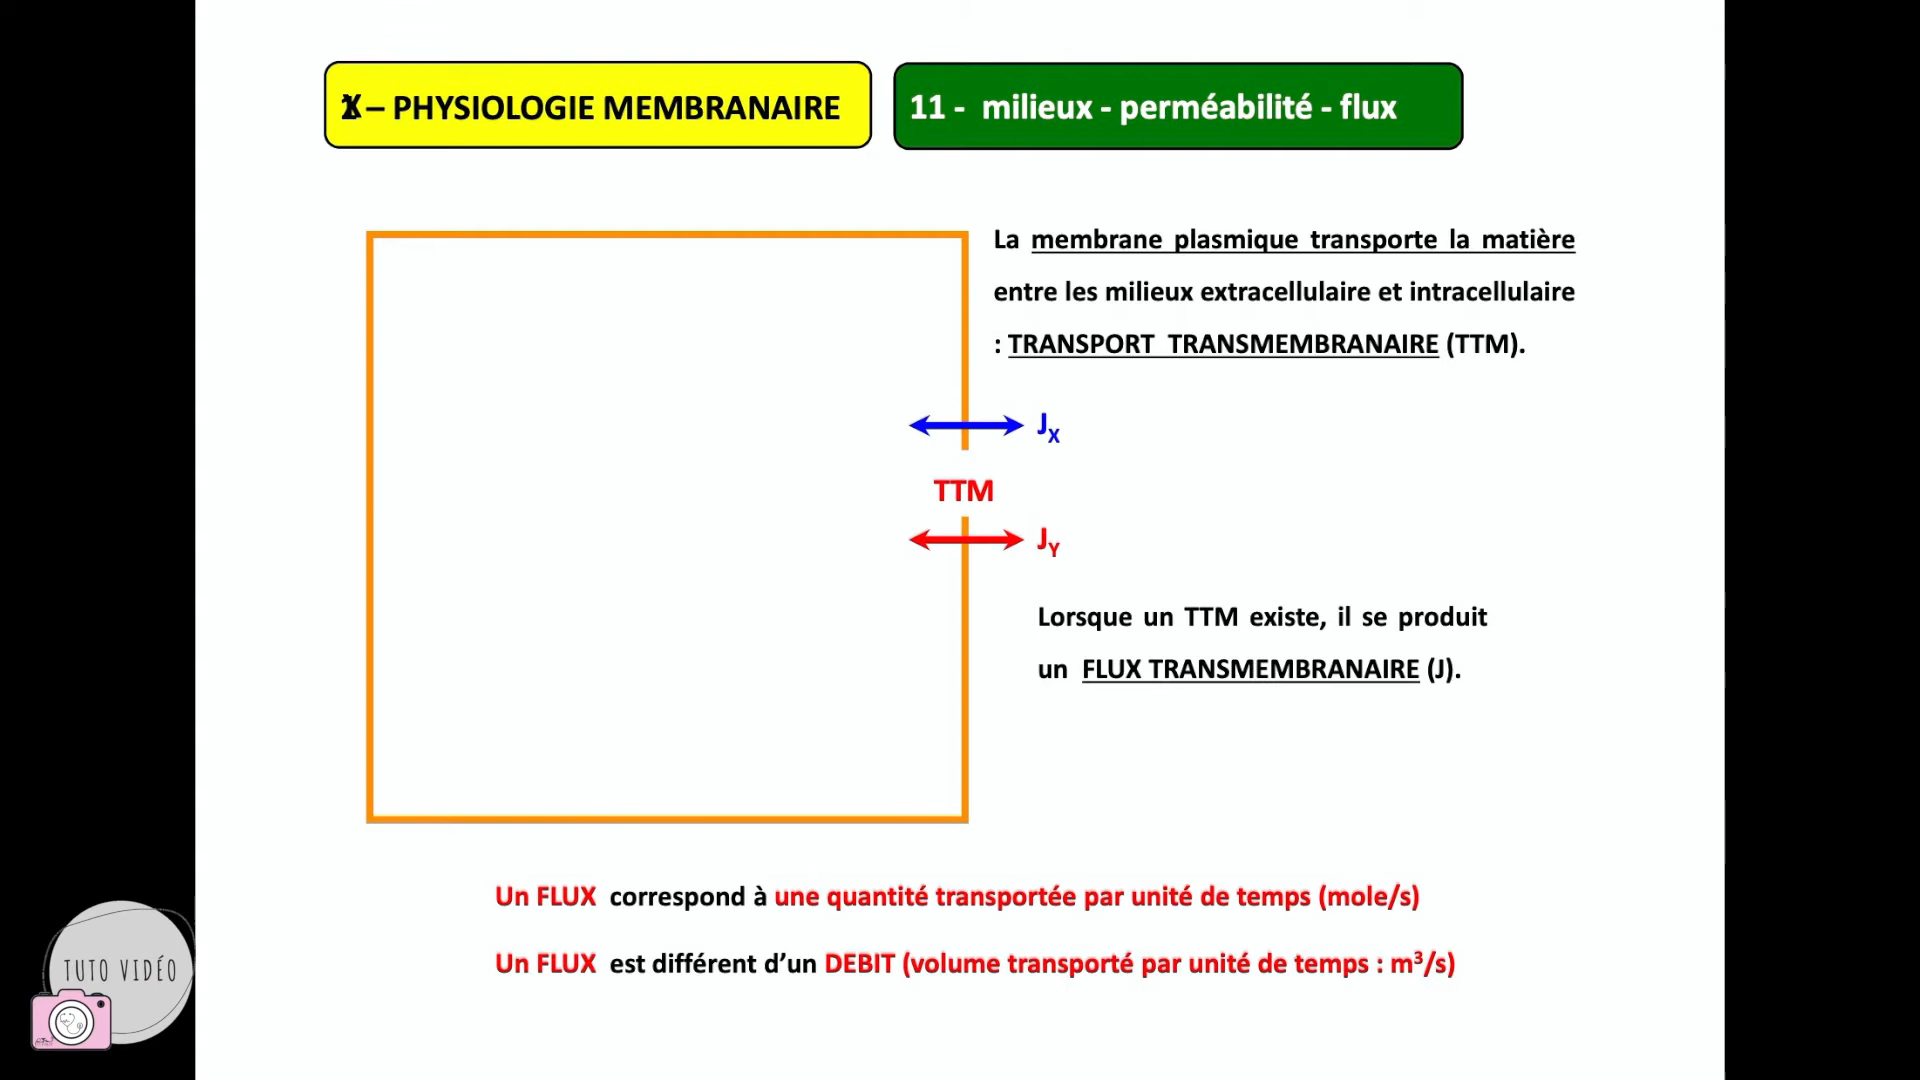 – PHYSIOLOGIE MEMBRANAIRE
11 - milieux - perméabilité - flux
La membrane plasmique transporte la matière
entre les milieux extracellulaire et intracellulaire
: TRANSPORT TRANSMEMBRANAIRE (TTM).
JX
TTM
JY
Lorsque un TTM existe, il se produit
un FLUX TRANSMEMBRANAIRE (J).
Un FLUX correspond à une quantité transportée par unité de temps (mole/s)
Un FLUX est différent d’un DEBIT (volume transporté par unité de temps : m³/s)
TUTO VIDÉO